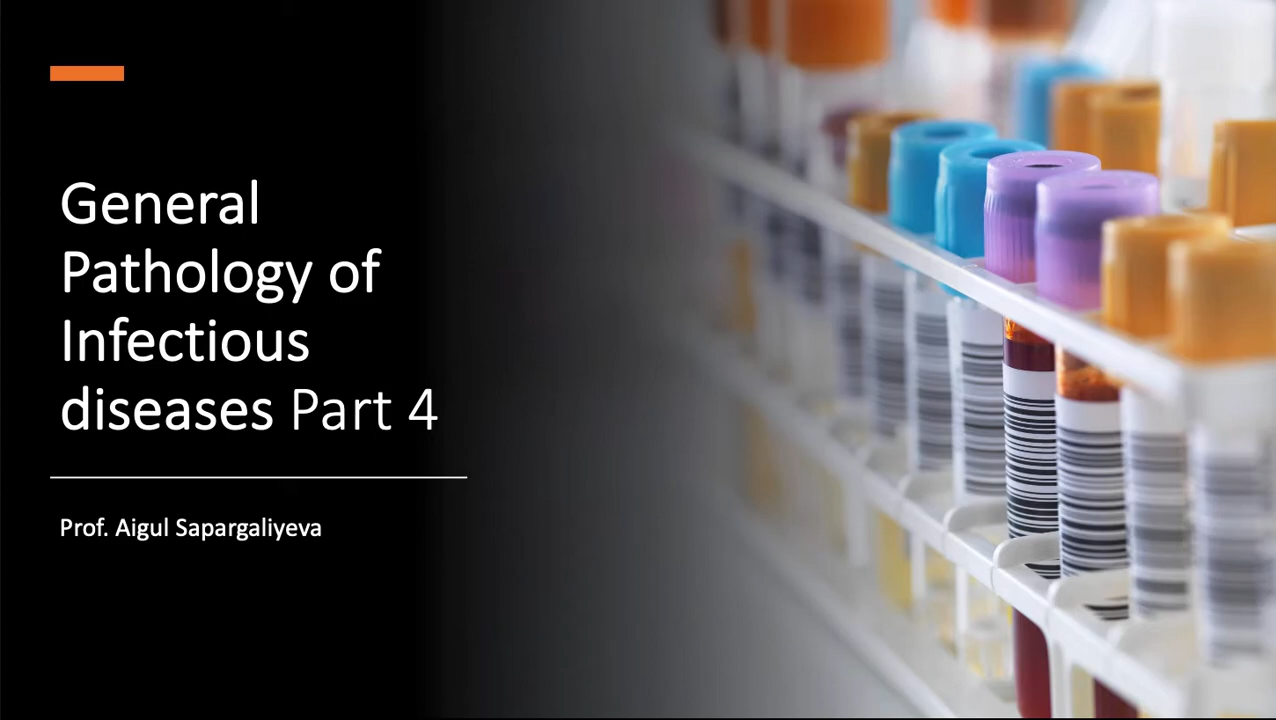 General
Pathology of
Infectious
diseases Part 4
Prof. Aigul Sapargaliyeva